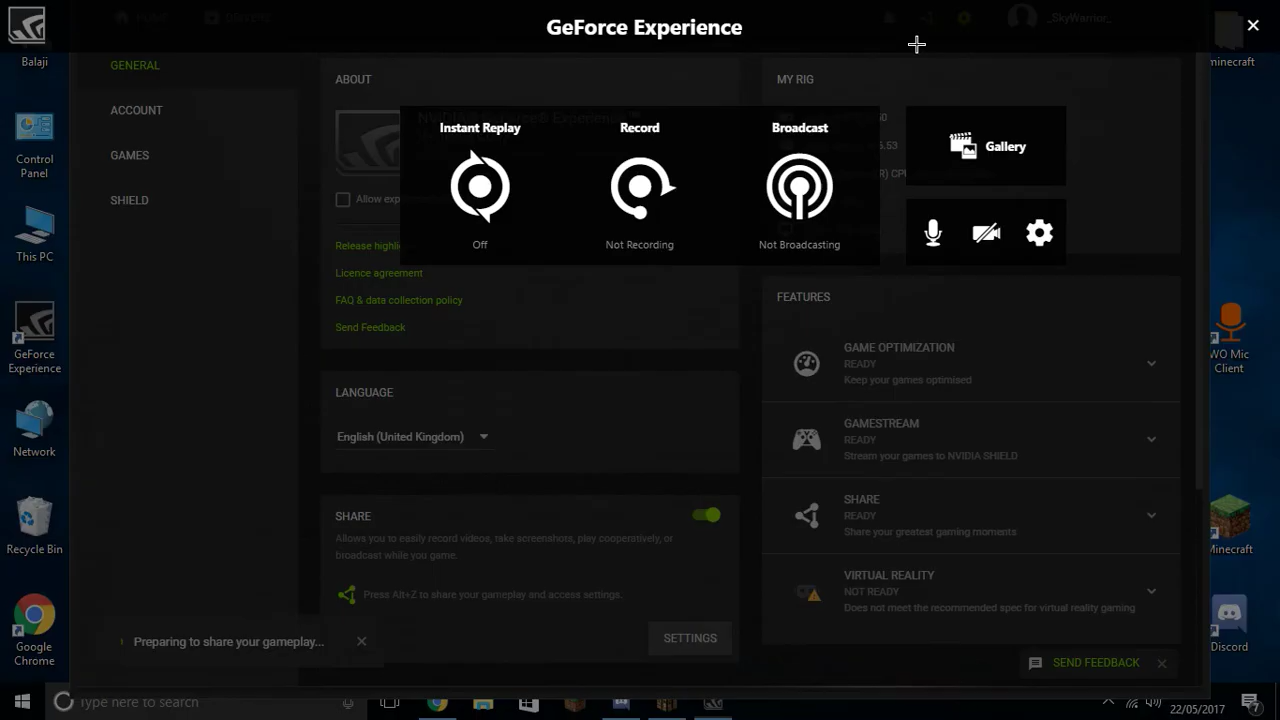 GeForce Experience
HOME
DRIVERS
_SkyWarrior_
Balaji
minecraft
Control
Panel
This PC
GeForce
Experience
Network
Recycle Bin
Google
Chrome
GENERAL
ACCOUNT
GAMES
SHIELD
ABOUT
MY RIG
Instant Replay
Off
Record
Not Recording
Broadcast
Not Broadcasting
Gallery
Licence agreement
FAQ & data collection policy
Send Feedback
LANGUAGE
English (United Kingdom)
SHARE
Allows you to easily record videos, take screenshots, play cooperatively, or
broadcast while you game.
Press Alt+Z to share your gameplay and access settings.
SETTINGS
Preparing to share your gameplay...
FEATURES
GAME OPTIMIZATION
READY
Keep your games optimised
GAMESTREAM
READY
Stream your games to NVIDIA SHIELD
SHARE
READY
Share your greatest gaming moments
VIRTUAL REALITY
NOT READY
Does not meet the recommended spec for virtual reality gaming
SEND FEEDBACK
WO Mic
Client
Minecraft
Discord
Type here to search
22/05/2017
7